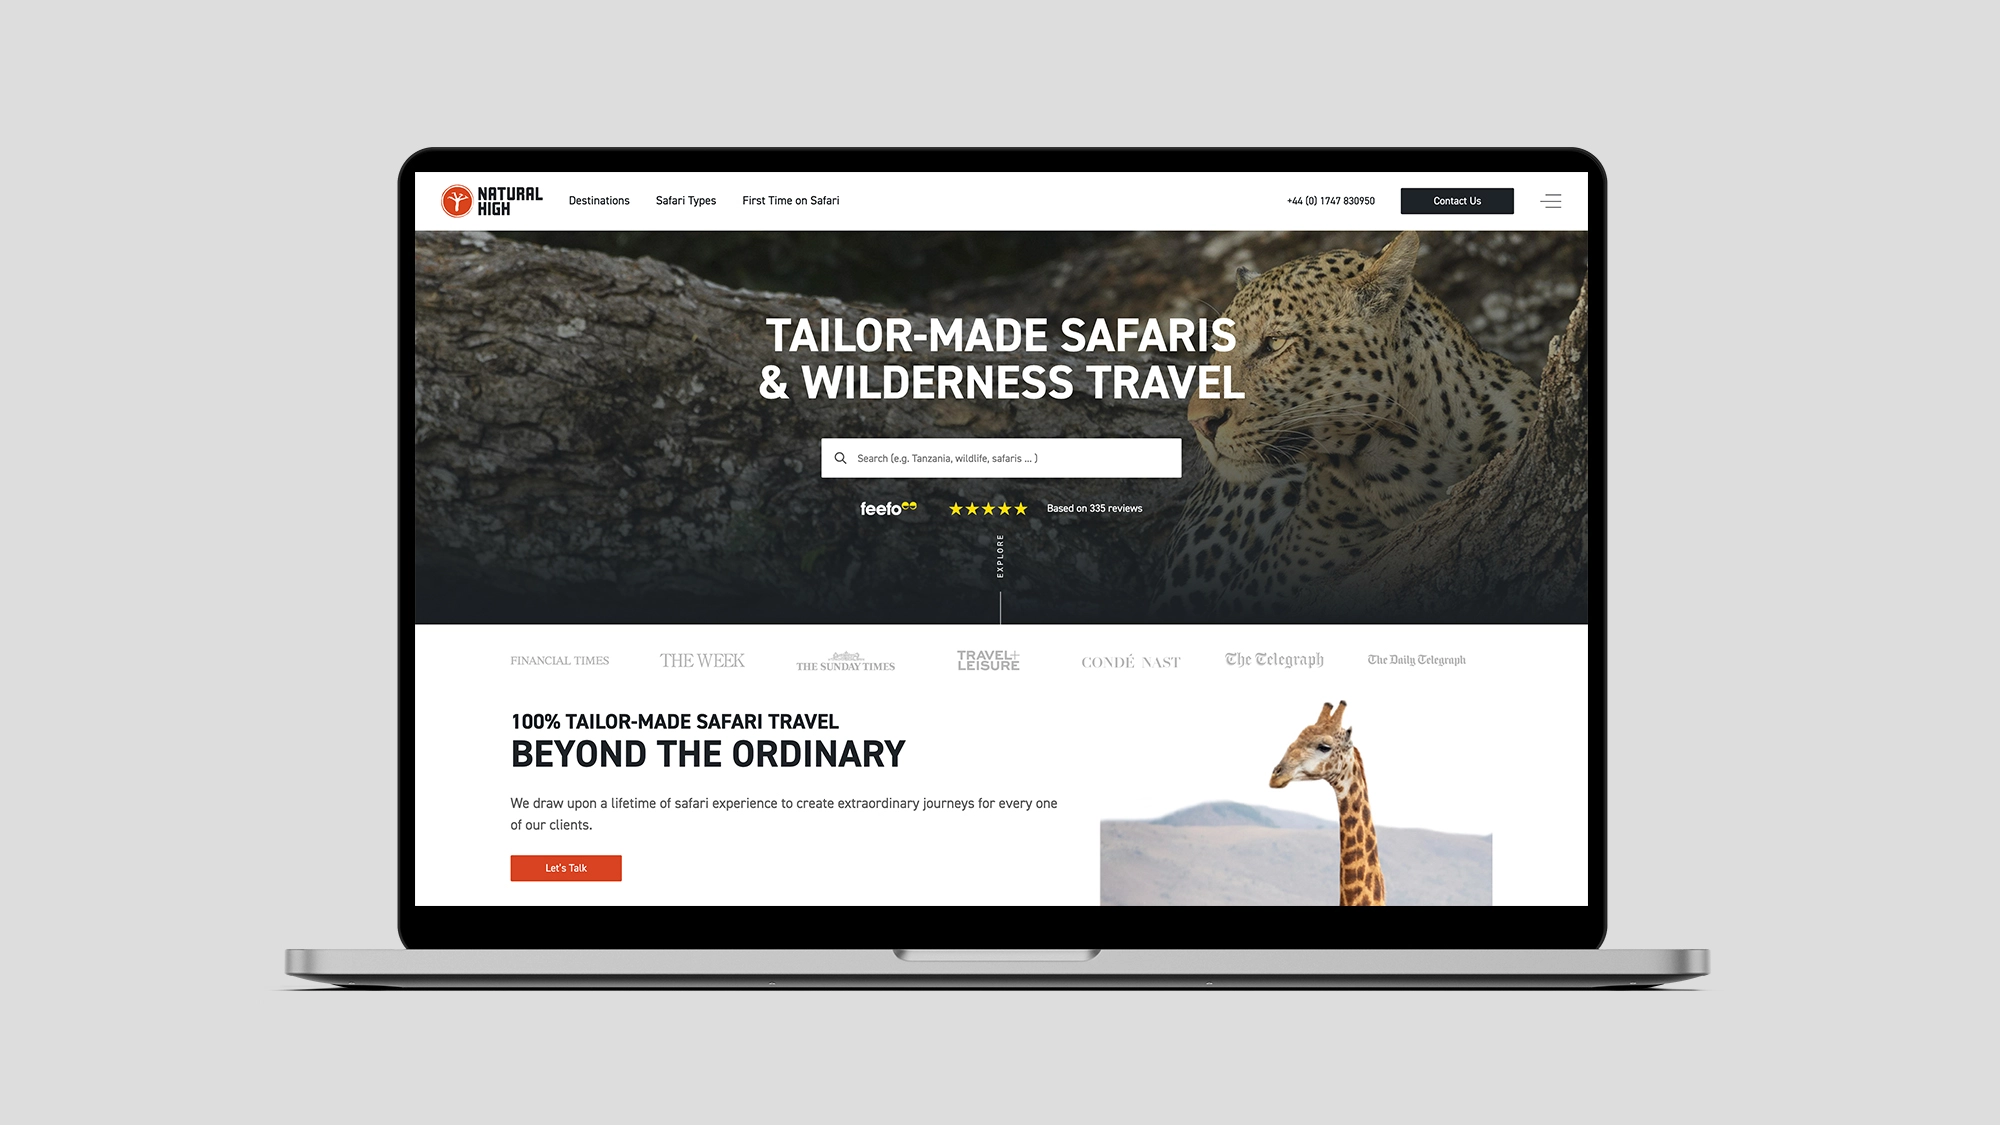 NATURAL
HIGH
Destinations
Safari Types
First Time on Safari
+44 (0) 1747 830950
Contact Us
TAILOR-MADE SAFARIS
& WILDERNESS TRAVEL
Search (e.g. Tanzania, wildlife, safaris ... )
feefo
Based on 335 reviews
EXPLORE
FINANCIAL TIMES
THE WEEK
THE SUNDAY TIMES
TRAVEL+
LEISURE
CONDÉ NAST
The Telegraph
The Daily Telegraph
100% TAILOR-MADE SAFARI TRAVEL
BEYOND THE ORDINARY
We draw upon a lifetime of safari experience to create extraordinary journeys for every one
of our clients.
Let's Talk